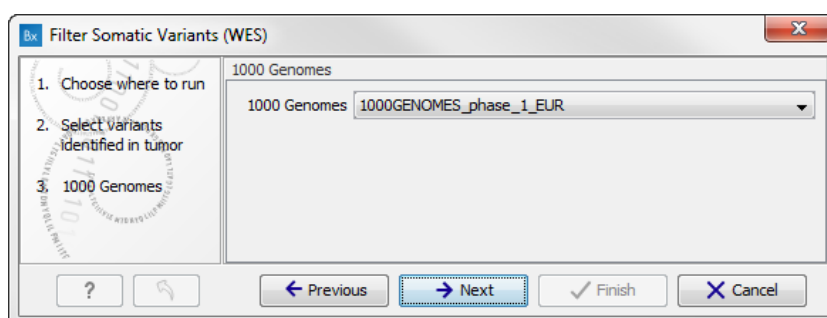 Bx Filter Somatic Variants (WES)
1. Choose where to run
2. Select variants
identified in tumor
3. 1000 Genomes
1000 Genomes
1000 Genomes 1000GENOMES_phase_1_EUR
? Previous Next Finish Cancel